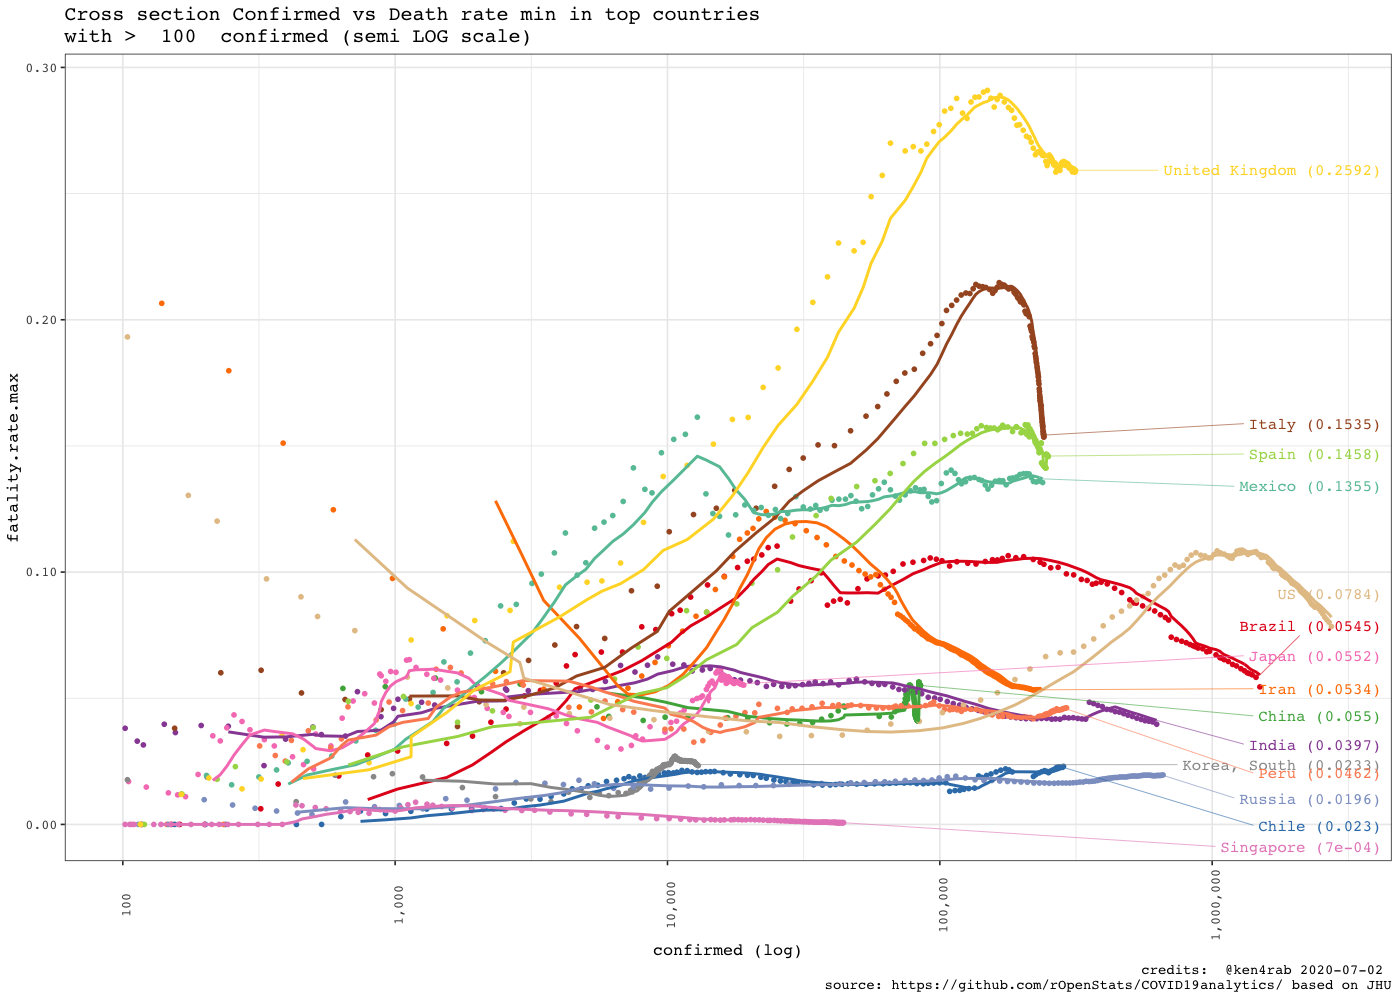 Cross section Confirmed vs Death rate min in top countries
with >  100  confirmed (semi LOG scale)
0.30
0.20
0.10
0.00
fatality.rate.max
United Kingdom (0.2592)
Italy (0.1535)
Spain (0.1458)
Mexico (0.1355)
US (0.0784)
Brazil (0.0545)
Japan (0.0552)
Iran (0.0534)
China (0.055)
India (0.0397)
Korea, South (0.0233)
Peru (0.0462)
Russia (0.0196)
Chile (0.023)
Singapore (7e-04)
100
1,000
10,000
100,000
1,000,000
confirmed (log)
credits:  @ken4rab 2020-07-02
source: https://github.com/rOpenStats/COVID19analytics/ based on JHU